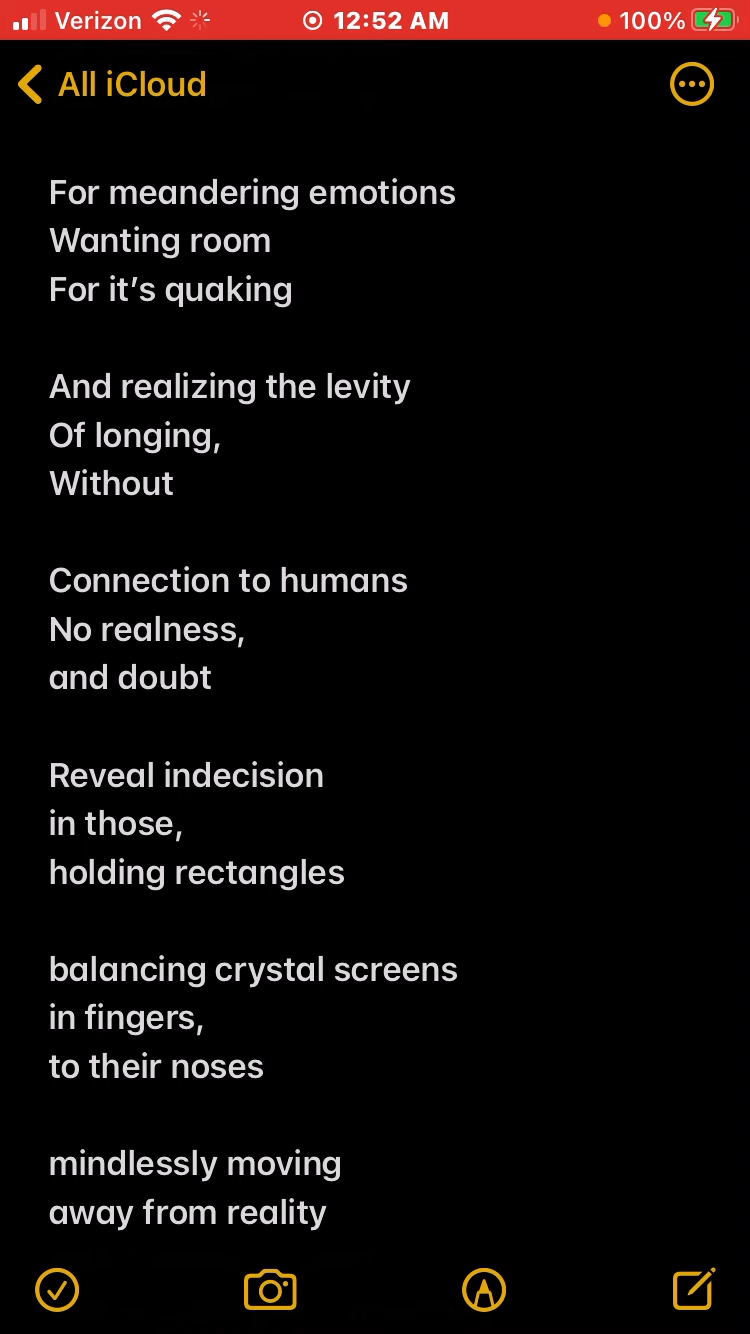 Verizon 12:52 AM 100%
All iCloud
For meandering emotions
Wanting room
For it’s quaking
And realizing the levity
Of longing,
Without
Connection to humans
No realness,
and doubt
Reveal indecision
in those,
holding rectangles
balancing crystal screens
in fingers,
to their noses
mindlessly moving
away from reality